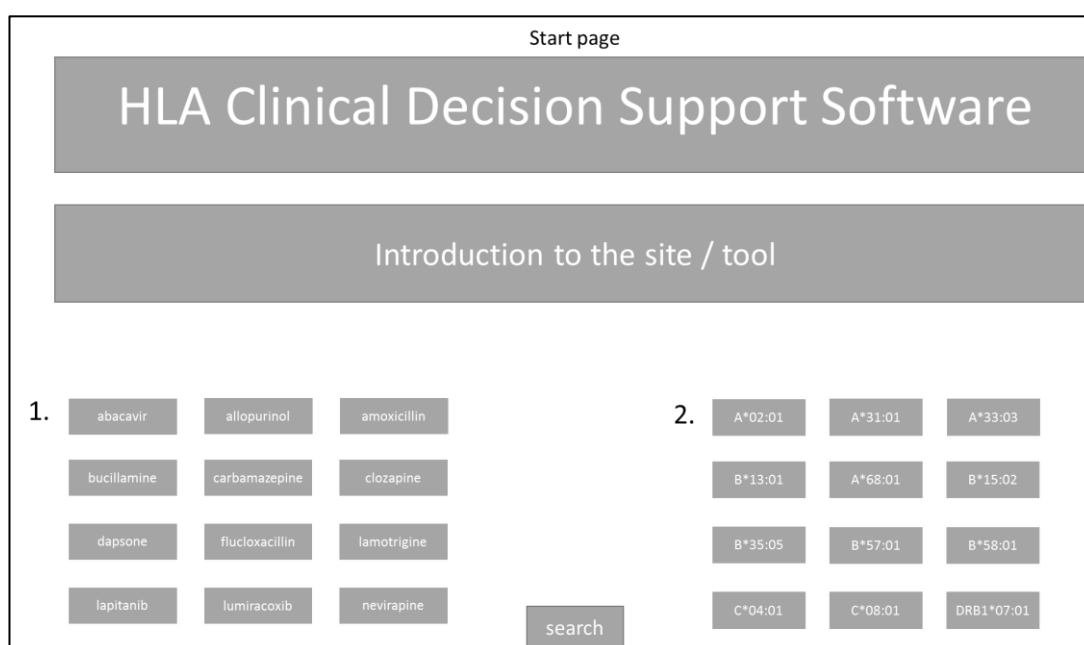 Start page
HLA Clinical Decision Support Software
Introduction to the site / tool
1.
abacavir allopurinol amoxicillin
bucillamine carbamazepine clozapine
dapsone flucloxacillin lamotrigine
lapitanib lumiracoxib nevirapine
search
2.
A*02:01 A*31:01 A*33:03
B*13:01 A*68:01 B*15:02
B*35:05 B*57:01 B*58:01
C*04:01 C*08:01 DRB1*07:01